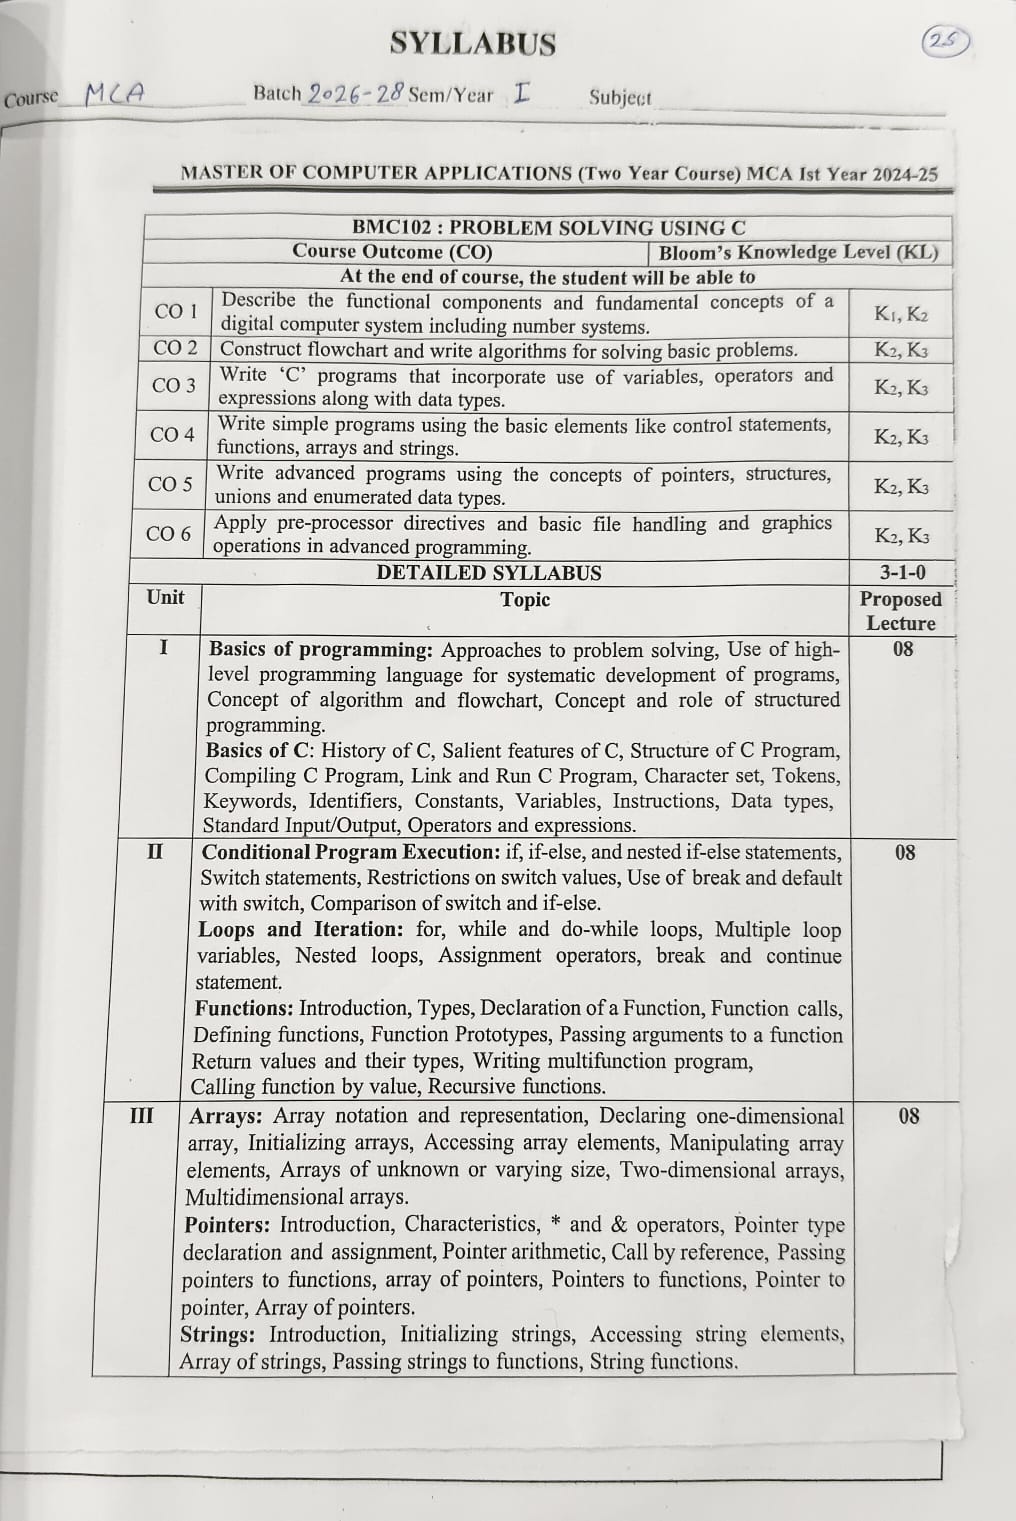 SYLLABUS
25
Course MCA Batch 2026-28 Sem/Year I Subject
MASTER OF COMPUTER APPLICATIONS (Two Year Course) MCA Ist Year 2024-25
BMC102 : PROBLEM SOLVING USING C
Course Outcome (CO) Bloom's Knowledge Level (KL)
At the end of course, the student will be able to
CO 1 Describe the functional components and fundamental concepts of a
digital computer system including number systems. K1, K2
CO 2 Construct flowchart and write algorithms for solving basic problems. K2, K3
CO 3 Write ‘C’ programs that incorporate use of variables, operators and
expressions along with data types. K2, K3
CO 4 Write simple programs using the basic elements like control statements,
functions, arrays and strings. K2, K3
CO 5 Write advanced programs using the concepts of pointers, structures,
unions and enumerated data types. K2, K3
CO 6 Apply pre-processor directives and basic file handling and graphics
operations in advanced programming. K2, K3
DETAILED SYLLABUS 3-1-0
Unit Topic Proposed
Lecture
I Basics of programming: Approaches to problem solving, Use of high- 08
level programming language for systematic development of programs,
Concept of algorithm and flowchart, Concept and role of structured
programming.
Basics of C: History of C, Salient features of C, Structure of C Program,
Compiling C Program, Link and Run C Program, Character set, Tokens,
Keywords, Identifiers, Constants, Variables, Instructions, Data types,
Standard Input/Output, Operators and expressions.
II Conditional Program Execution: if, if-else, and nested if-else statements, 08
Switch statements, Restrictions on switch values, Use of break and default
with switch, Comparison of switch and if-else.
Loops and Iteration: for, while and do-while loops, Multiple loop
variables, Nested loops, Assignment operators, break and continue
statement.
Functions: Introduction, Types, Declaration of a Function, Function calls,
Defining functions, Function Prototypes, Passing arguments to a function
Return values and their types, Writing multifunction program,
Calling function by value, Recursive functions.
III Arrays: Array notation and representation, Declaring one-dimensional 08
array, Initializing arrays, Accessing array elements, Manipulating array
elements, Arrays of unknown or varying size, Two-dimensional arrays,
Multidimensional arrays.
Pointers: Introduction, Characteristics, * and & operators, Pointer type
declaration and assignment, Pointer arithmetic, Call by reference, Passing
pointers to functions, array of pointers, Pointers to functions, Pointer to
pointer, Array of pointers.
Strings: Introduction, Initializing strings, Accessing string elements,
Array of strings, Passing strings to functions, String functions.